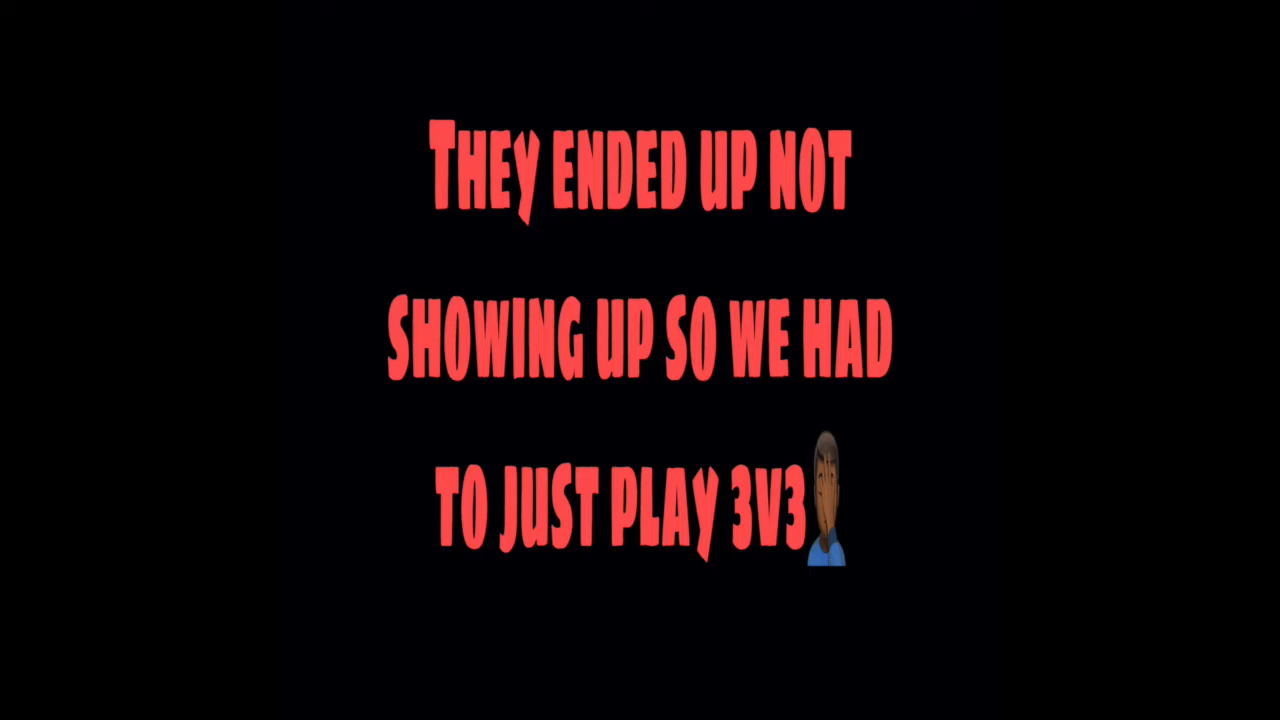 They ended up not
showing up so we had
to just play 3v3🤦🏾‍♂️